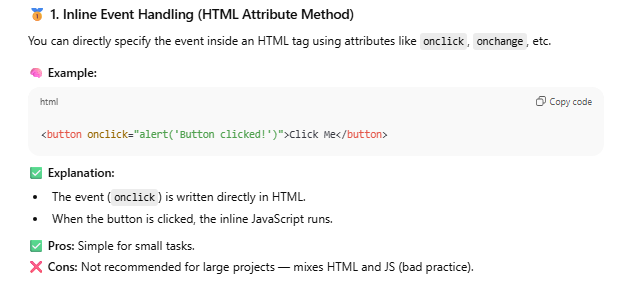 🥇 1. Inline Event Handling (HTML Attribute Method)
You can directly specify the event inside an HTML tag using attributes like onclick, onchange, etc.
🧠 Example:
html
Copy code
<button onclick="alert('Button clicked!')">Click Me</button>
✅ Explanation:
• The event (onclick) is written directly in HTML.
• When the button is clicked, the inline JavaScript runs.
✅ Pros: Simple for small tasks.
❌ Cons: Not recommended for large projects — mixes HTML and JS (bad practice).